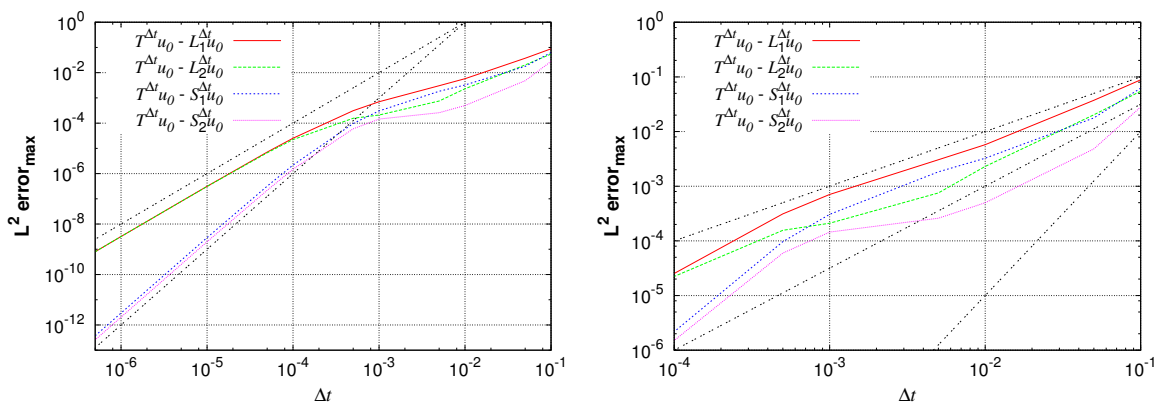 10^0
10^-2
10^-4
10^-6
10^-8
10^-10
10^-12
L^2 error_max
T^Δt u_0 - L_1^Δt u_0
T^Δt u_0 - L_2^Δt u_0
T^Δt u_0 - S_1^Δt u_0
T^Δt u_0 - S_2^Δt u_0
10^-6 10^-5 10^-4 10^-3 10^-2 10^-1
Δt
10^0
10^-1
10^-2
10^-3
10^-4
10^-5
10^-6
L^2 error_max
T^Δt u_0 - L_1^Δt u_0
T^Δt u_0 - L_2^Δt u_0
T^Δt u_0 - S_1^Δt u_0
T^Δt u_0 - S_2^Δt u_0
10^-4 10^-3 10^-2 10^-1
Δt